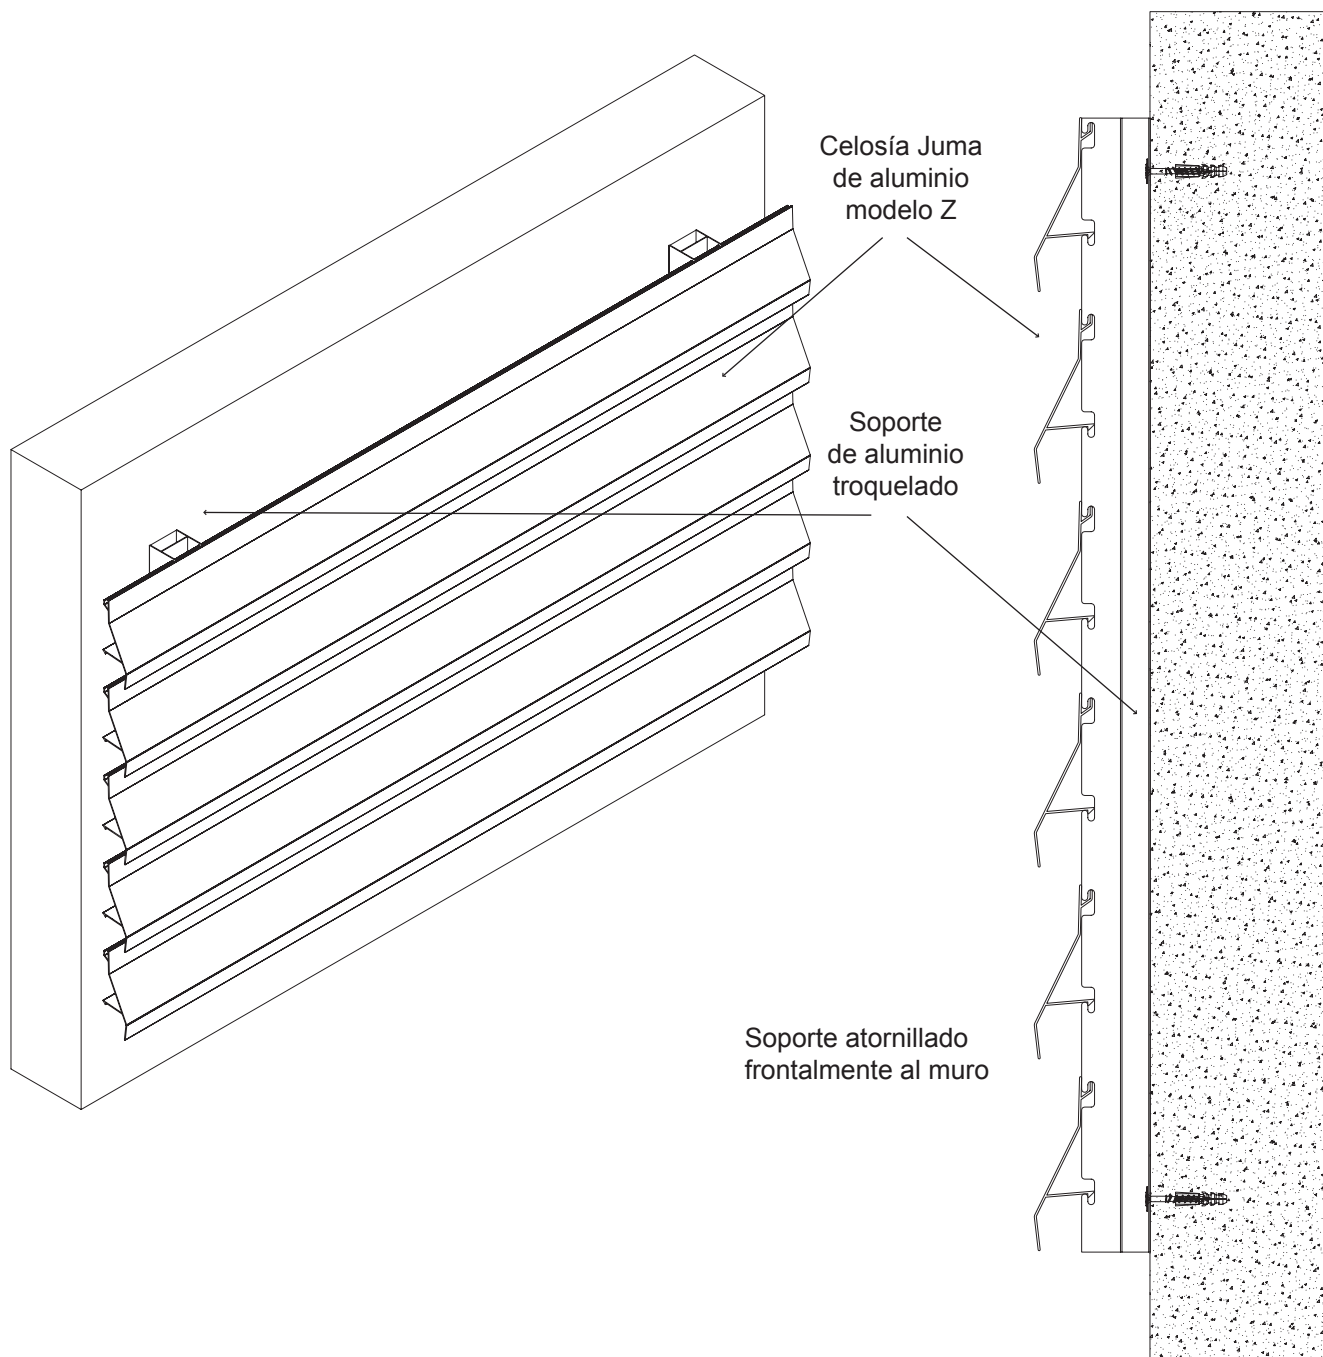 Celosía Juma
de aluminio
modelo Z
Soporte
de aluminio
troquelado
Soporte atornillado
frontalmente al muro